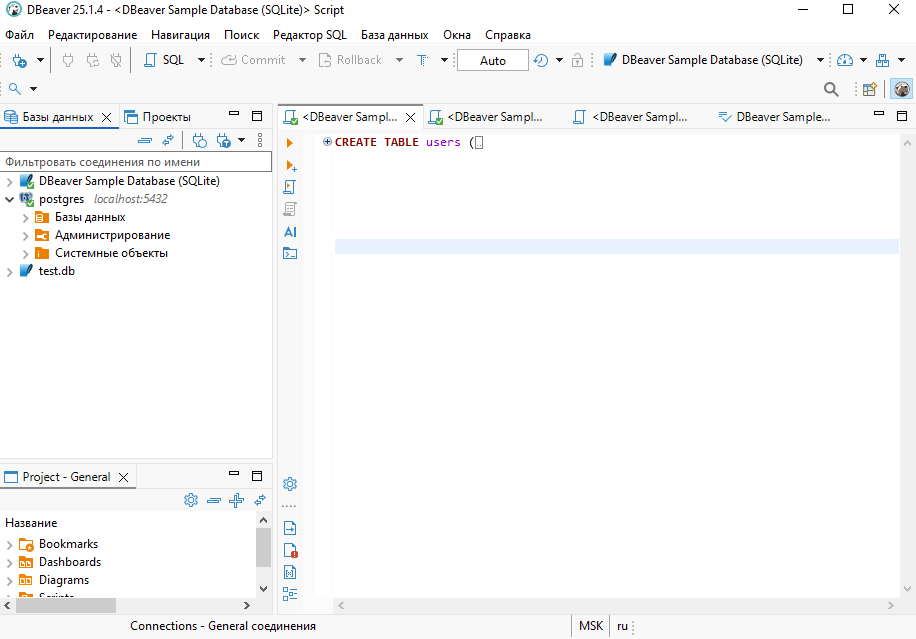 DBeaver 25.1.4 - <DBeaver Sample Database (SQLite)> Script
Файл Редактирование Навигация Поиск Редактор SQL База данных Окна Справка
SQL Commit Rollback Auto DBeaver Sample Database (SQLite)
Базы данных Проекты
Фильтровать соединения по имени
DBeaver Sample Database (SQLite)
postgres localhost:5432
Базы данных
Администрирование
Системные объекты
test.db
<DBeaver Sampl... <DBeaver Sampl... <DBeaver Sampl... DBeaver Sample...
CREATE TABLE users (
AI
Project - General
Название
Bookmarks
Dashboards
Diagrams
Scripts
Connections - General соединения MSK ru